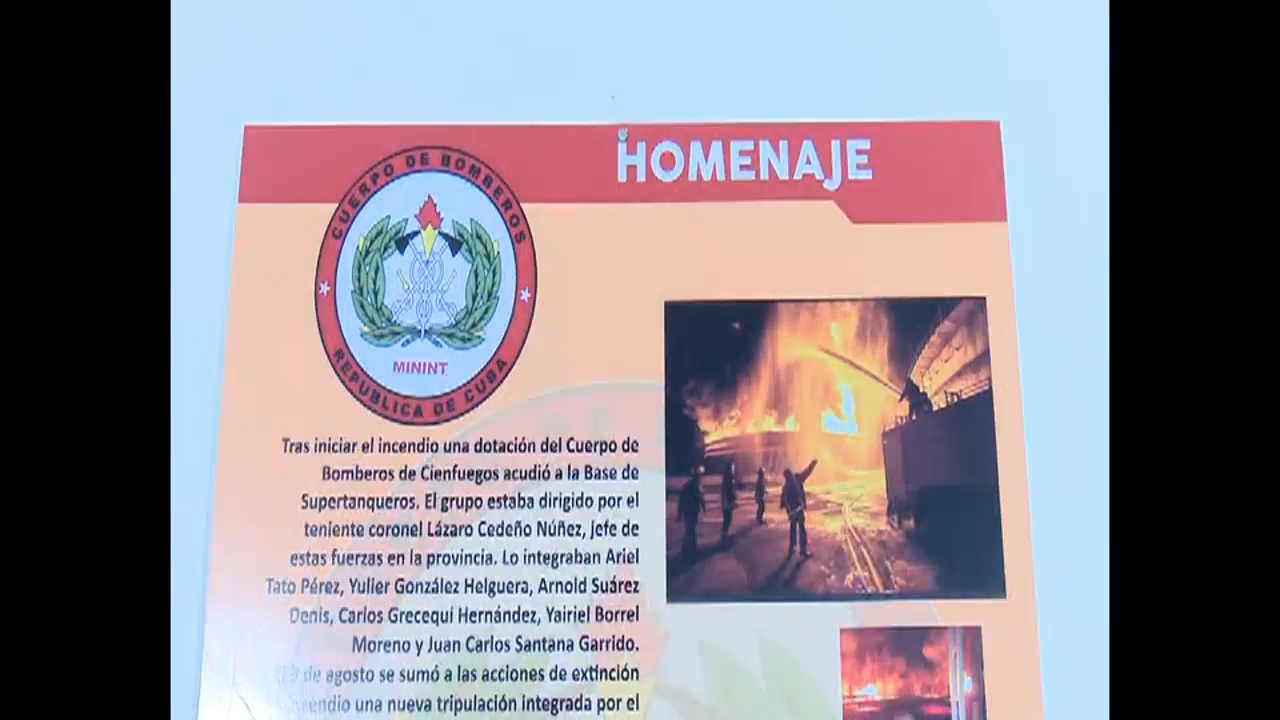 HOMENAJE
CUERPO DE BOMBEROS
MININT
REPUBLICA DE CUBA
Tras iniciar el incendio una dotación del Cuerpo de
Bomberos de Cienfuegos acudió a la Base de
Supertanqueros. El grupo estaba dirigido por el
teniente coronel Lázaro Cedeño Núñez, jefe de
estas fuerzas en la provincia. Lo integraban Ariel
Tato Pérez, Yulier González Helguera, Arnold Suárez
Denis, Carlos Grecequi Hernández, Yairiel Borrel
Moreno y Juan Carlos Santana Garrido.
de agosto se sumó a las acciones de extinción
una nueva tripulación integrada por el